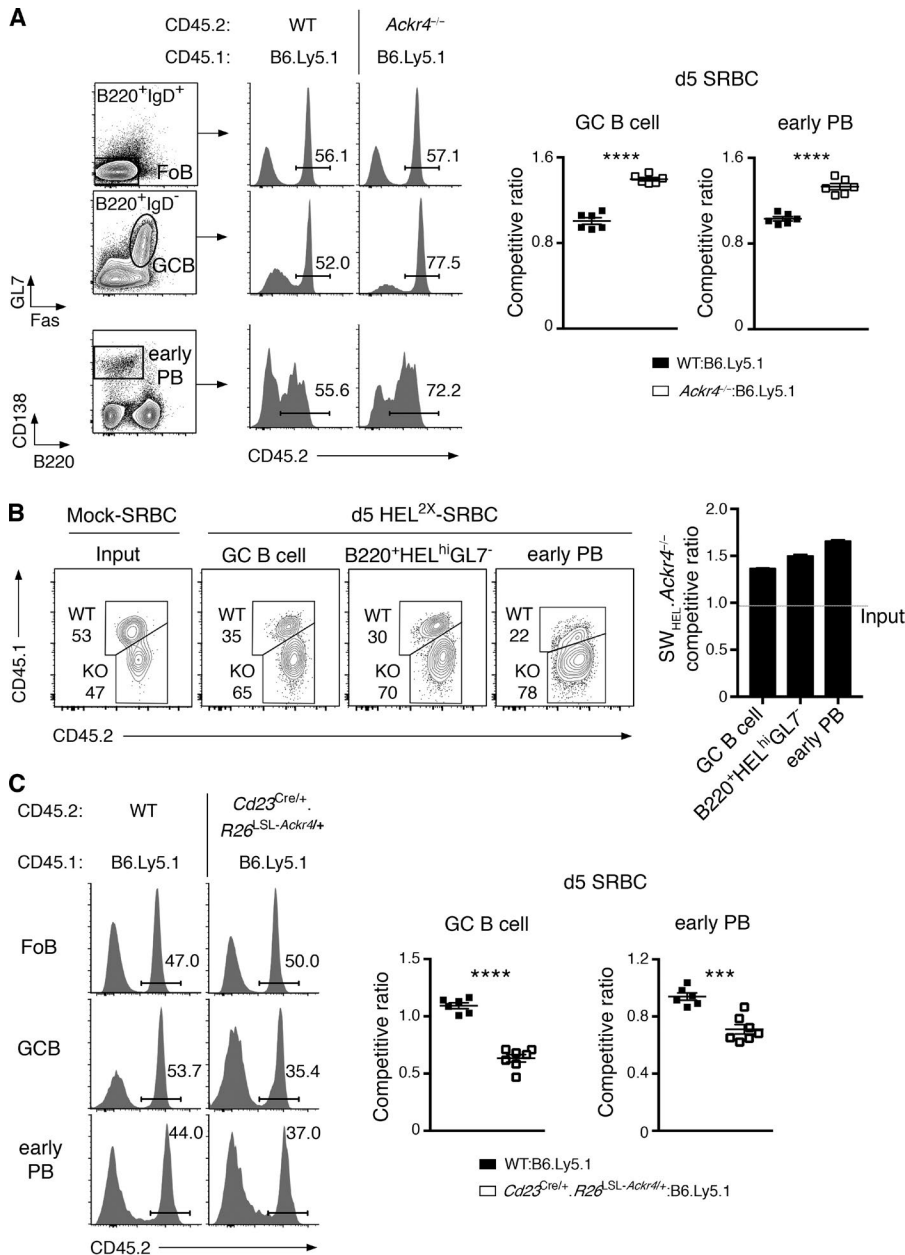 A
CD45.2: WT Ackr4–/–
CD45.1: B6.Ly5.1 B6.Ly5.1
B220+IgD+
FoB
56.1 57.1
B220+IgD-
GCB
52.0 77.5
GL7
Fas
early
PB
55.6 72.2
CD138
B220
CD45.2
d5 SRBC
GC B cell early PB
**** ****
Competitive ratio
1.6
0.8
0
Competitive ratio
1.6
0.8
0
WT:B6.Ly5.1
Ackr4–/–:B6.Ly5.1
B
Mock-SRBC d5 HEL2X-SRBC
Input GC B cell B220+HELhiGL7- early PB
WT WT WT WT
53 35 30 22
KO KO KO KO
47 65 70 78
CD45.1
CD45.2
SWHEL.Ackr4–/–
competitive ratio
2.0
1.5
1.0
0.5
0
Input
GC B cell
B220+HELhiGL7-
early PB
C
CD45.2: WT Cd23Cre/+.
R26LSL-Ackr4/+
CD45.1: B6.Ly5.1 B6.Ly5.1
FoB
47.0 50.0
GCB
53.7 35.4
early
PB
44.0 37.0
CD45.2
d5 SRBC
GC B cell early PB
**** ***
Competitive ratio
1.5
1.0
0.5
0
Competitive ratio
1.2
0.8
0.4
0
WT:B6.Ly5.1
Cd23Cre/+.R26LSL-Ackr4/+:B6.Ly5.1